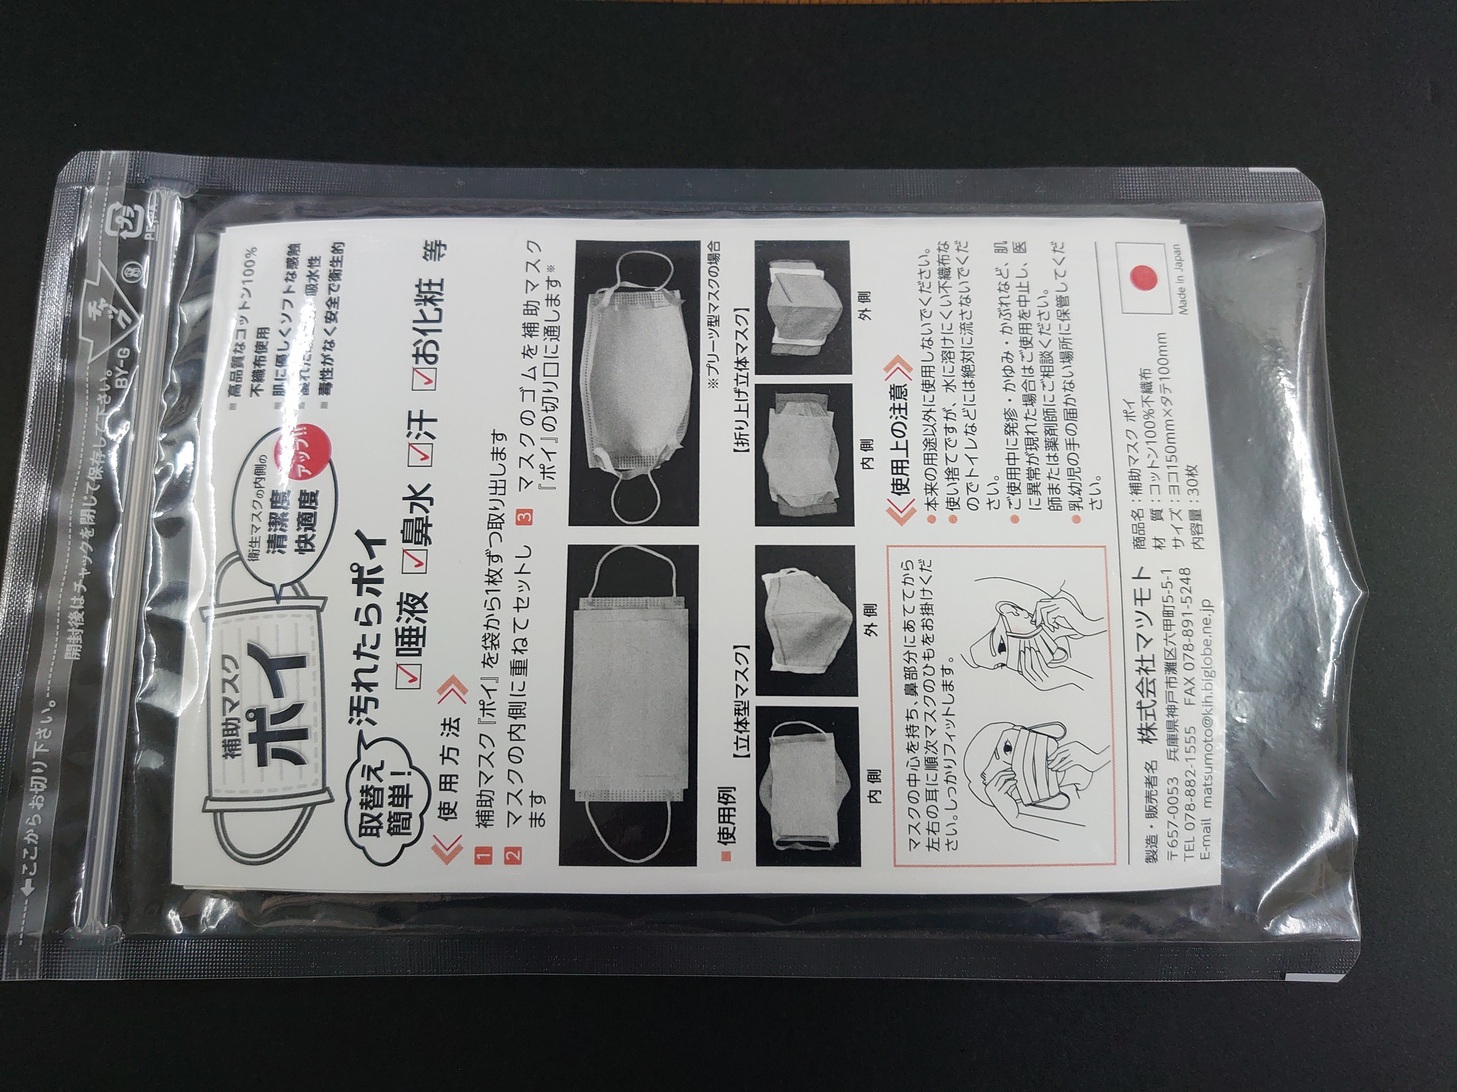 ←ここからお切り下さい。
開封後はチャックを閉じて保存して下さい。
チャック
BY-G
プラ
補助マスク
ポイ
衛生マスクの内側の
清潔度
快適度
アップ!!
高品質なコットン100%
不織布使用
肌に優しくソフトな感触
吸水性
毒性がなく安全で衛生的
取替え
簡単!
汚れたらポイ
唾液 鼻水 汗 お化粧 等
使用方法
1 補助マスク『ポイ』を袋から1枚ずつ取り出します
2 マスクの内側に重ねてセットし
ます
3 マスクのゴムを補助マスク
『ポイ』の切り口に通します※
※プリーツ型マスクの場合
■使用例
【立体型マスク】
【折り上げ立体マスク】
内側
外側
内側
外側
マスクの中心を持ち、鼻部分にあててから
左右の耳に順次マスクのひもをお掛けくだ
さい。しっかりフィットします。
《使用上の注意》
●本来の用途以外に使用しないでください。
●使い捨てですが、水に溶けにくい不織布な
のでトイレなどには絶対に流さないでくだ
さい。
●ご使用中に発疹・かゆみ・かぶれなど、肌
に異常が現れた場合はご使用を中止し、医
師または薬剤師にご相談ください。
●乳幼児の手の届かない場所に保管してくだ
さい。
製造・販売者名 株式会社マツモト
〒657-0053 兵庫県神戸市灘区六甲町5-5-1
TEL 078-882-1555 FAX 078-891-5248
E-mail matsumoto@kjh.biglobe.ne.jp
商品名：補助マスク ポイ
材 質：コットン100%不織布
サイズ：ヨコ150mm×タテ100mm
内容量：30枚
Made in Japan